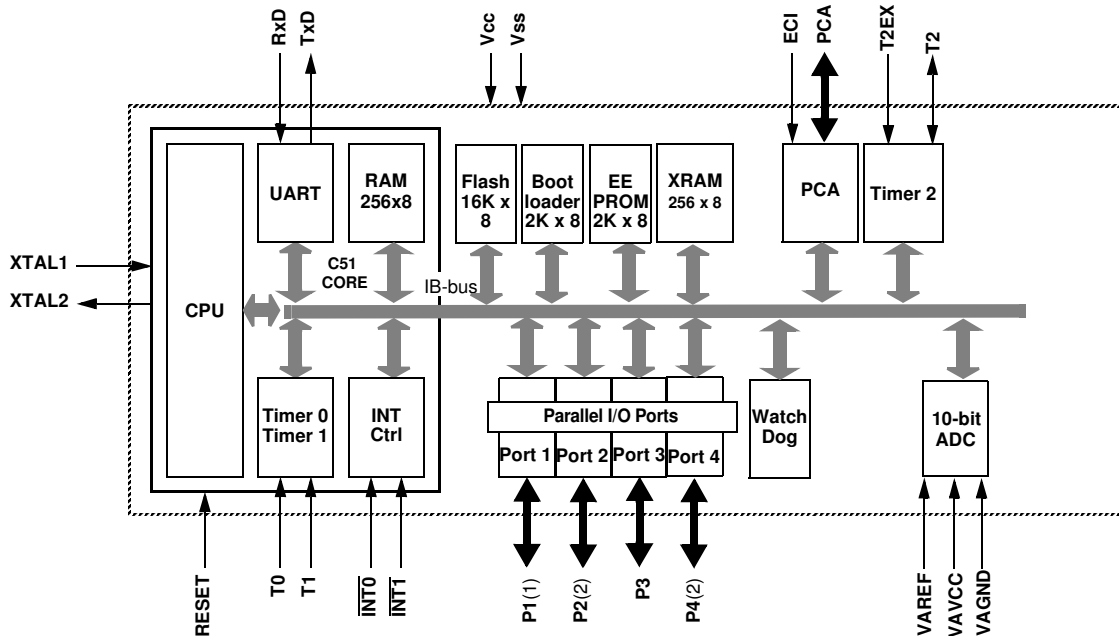 RxD
TxD
Vcc
Vss
ECI
PCA
T2EX
T2
UART
RAM
256x8
Flash
16K x
8
Boot
loader
2K x 8
EE
PROM
2K x 8
XRAM
256 x 8
PCA
Timer 2
XTAL1
XTAL2
CPU
C51
CORE
IB-bus
Timer 0
Timer 1
INT
Ctrl
Parallel I/O Ports
Port 1
Port 2
Port 3
Port 4
Watch
Dog
10-bit
ADC
RESET
T0
T1
INT0
INT1
P1(1)
P2(2)
P3
P4(2)
VAREF
VAVCC
VAGND